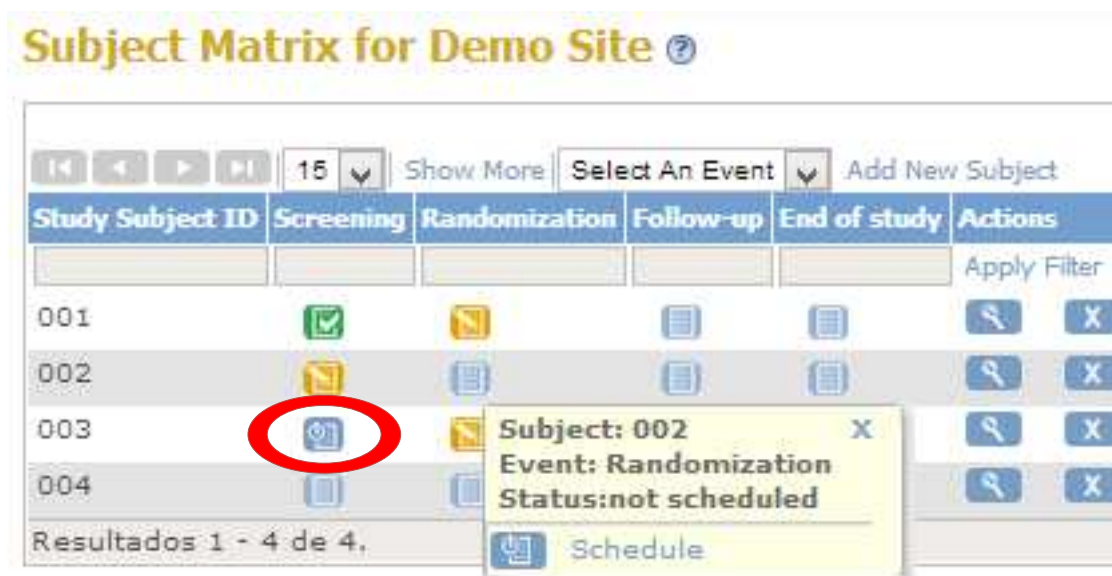 Subject Matrix for Demo Site ?
15 Show More Select An Event Add New Subject
Study Subject ID Screening Randomization Follow-up End of study Actions
Apply Filter
001 X
002 X
003 X
004 X
Subject: 002 X
Event: Randomization
Status:not scheduled
Schedule
Resultados 1 - 4 de 4.